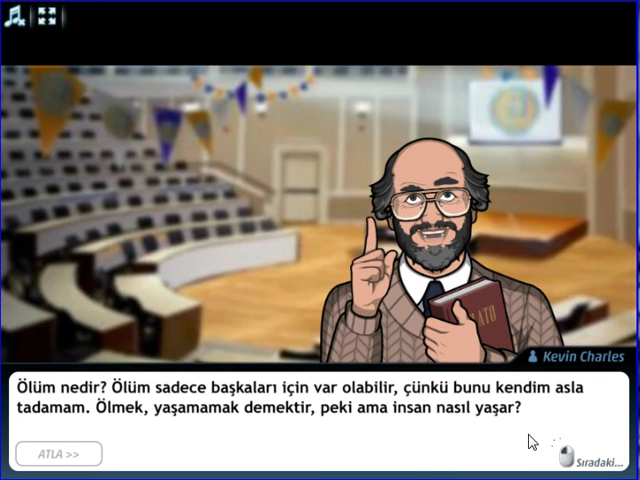 LATO
Kevin Charles
Ölüm nedir? Ölüm sadece başkaları için var olabilir, çünkü bunu kendim asla
tadamam. Ölmek, yaşamamak demektir, peki ama insan nasıl yaşar?
ATLA >>
Sıradaki...